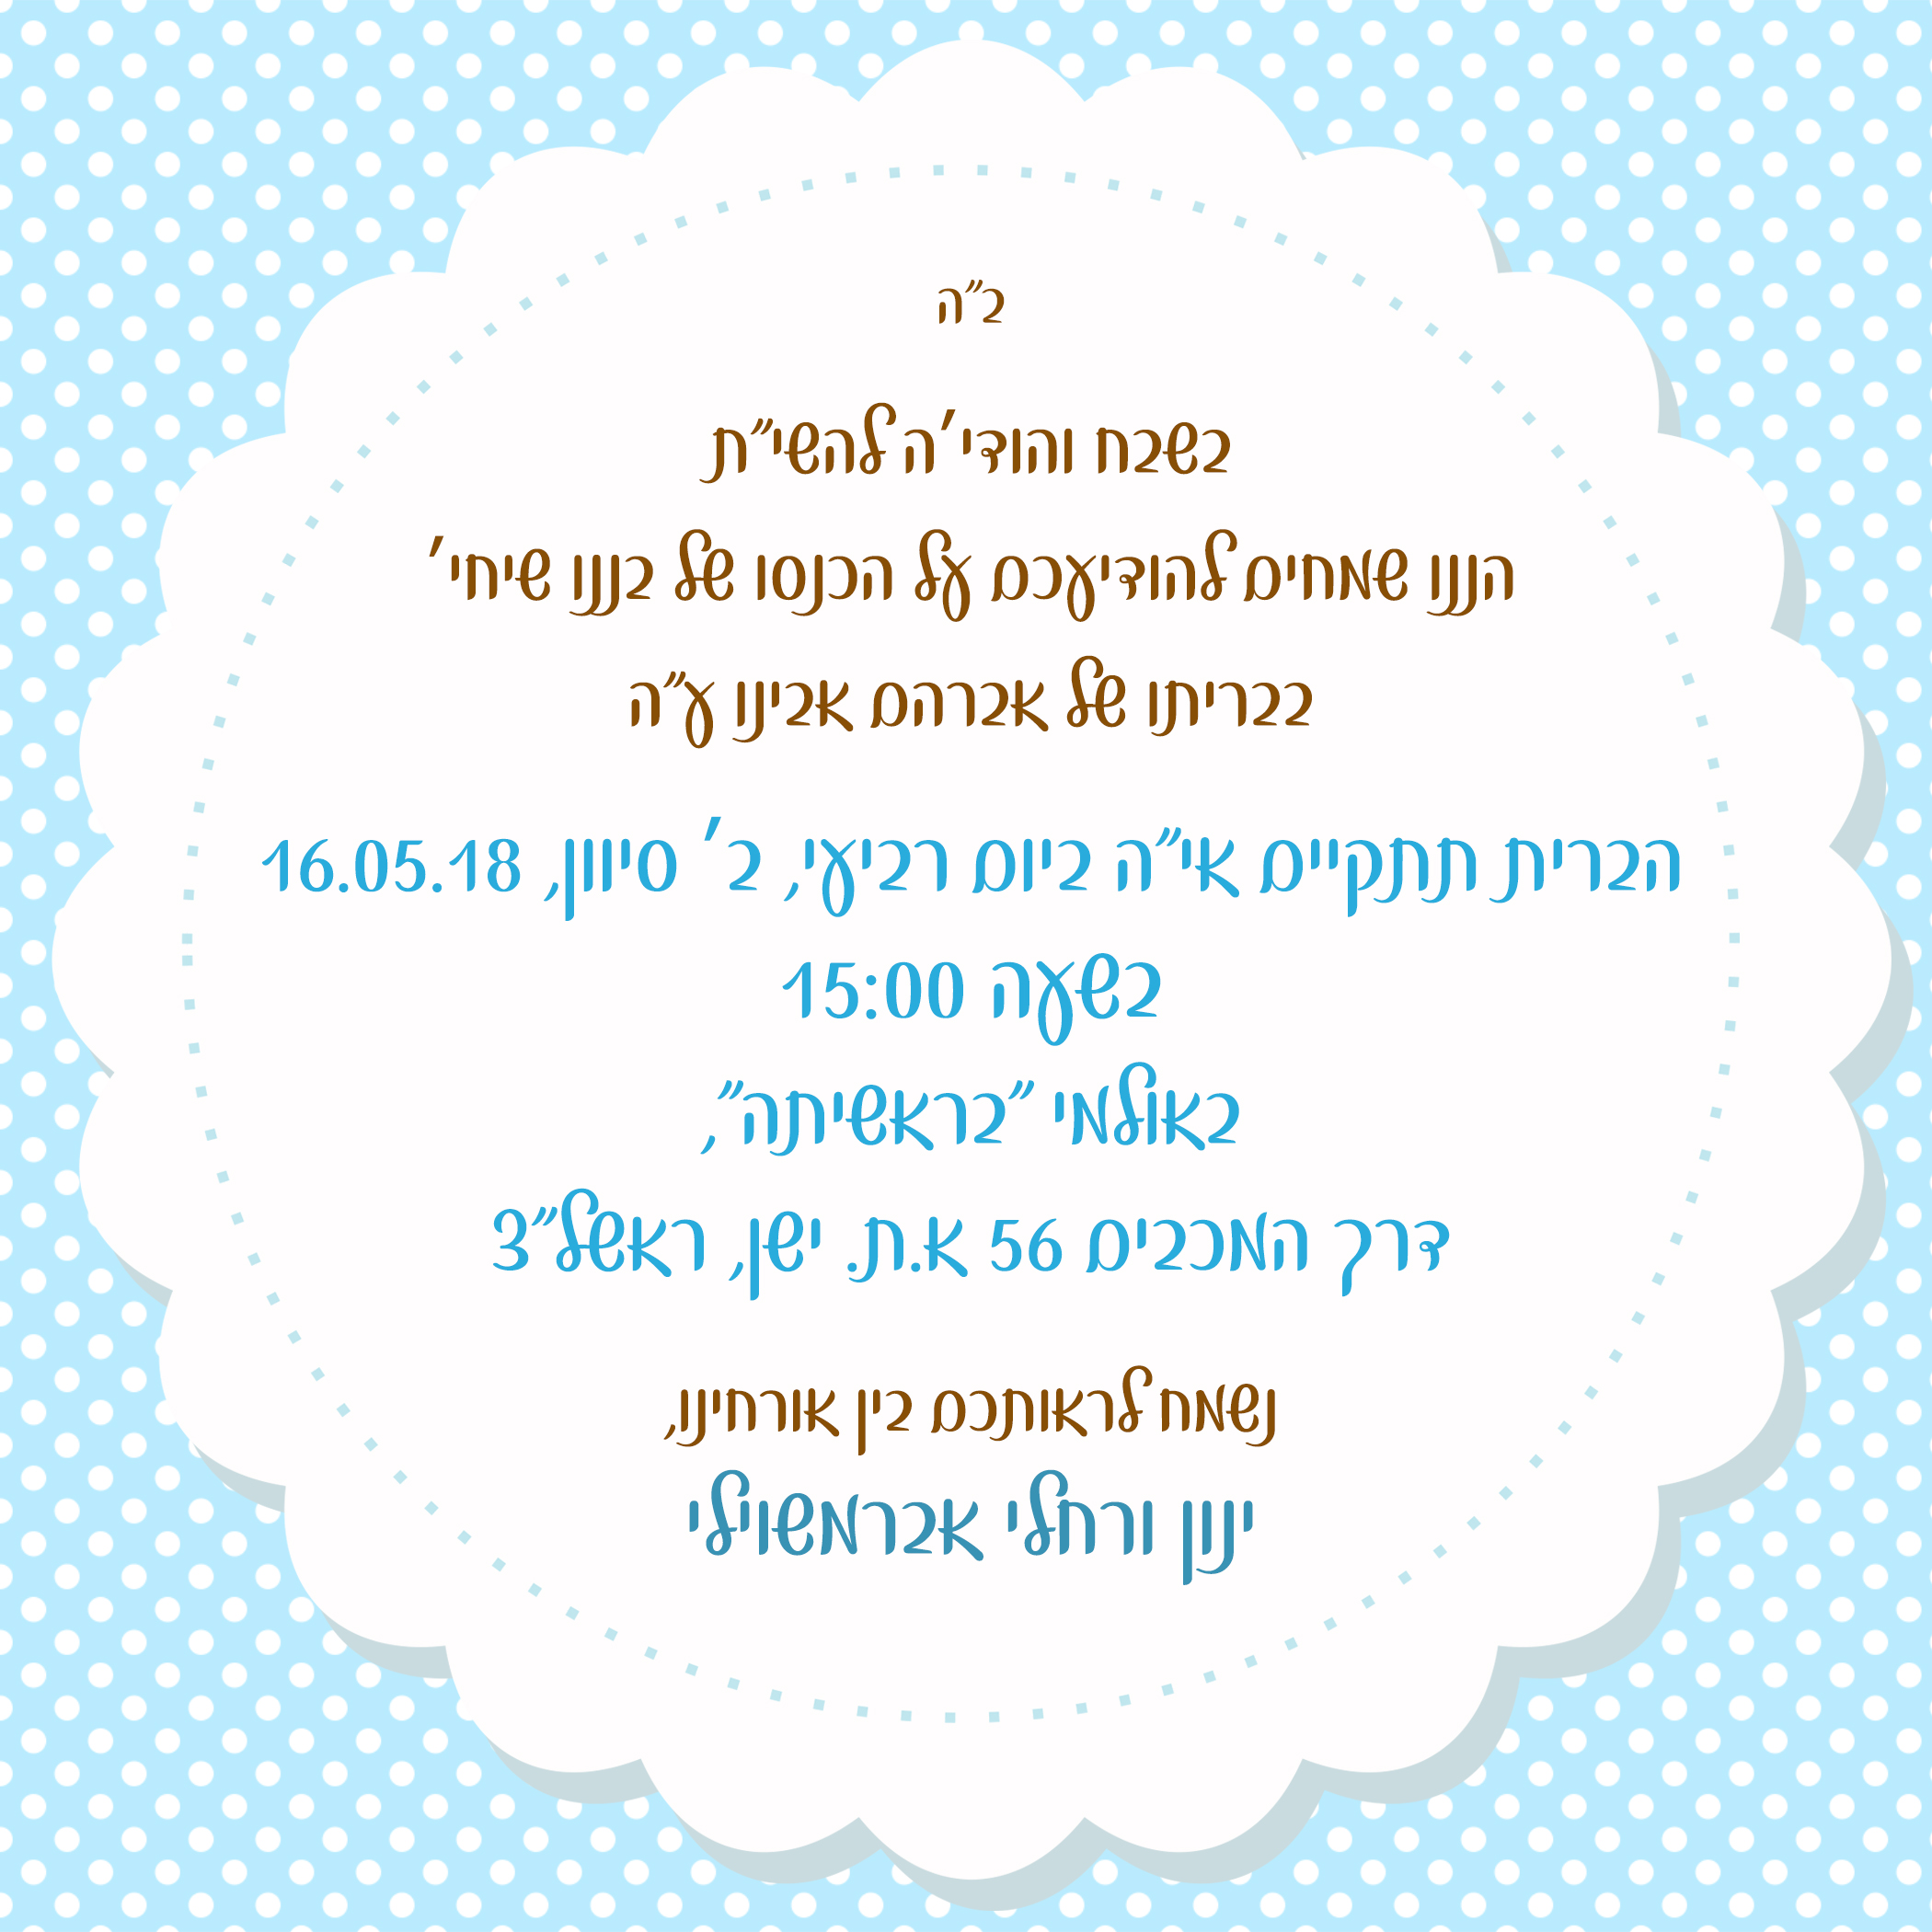 ב"ה
בשבח והודי'ה להשי"ת
הננו שמחים להודיעכם על הכנסו של בננו שיחי'
בבריתו של אברהם אבינו ע"ה
הברית תתקיים אי"ה ביום רביעי, ב' סיוון, 16.05.18
בשעה 15:00
באולמי "בראשיתה",
דרך המכבים 56 א.ת. ישן, ראשל"צ
נשמח לראותכם בין אורחינו,
ינון ורחלי אבראמשוילי